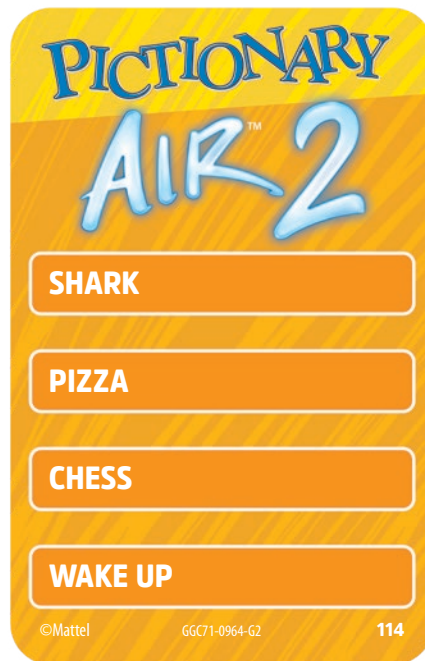 PICTIONARY
AIR™ 2
SHARK
PIZZA
CHESS
WAKE UP
©Mattel GGC71-0964-G2 114